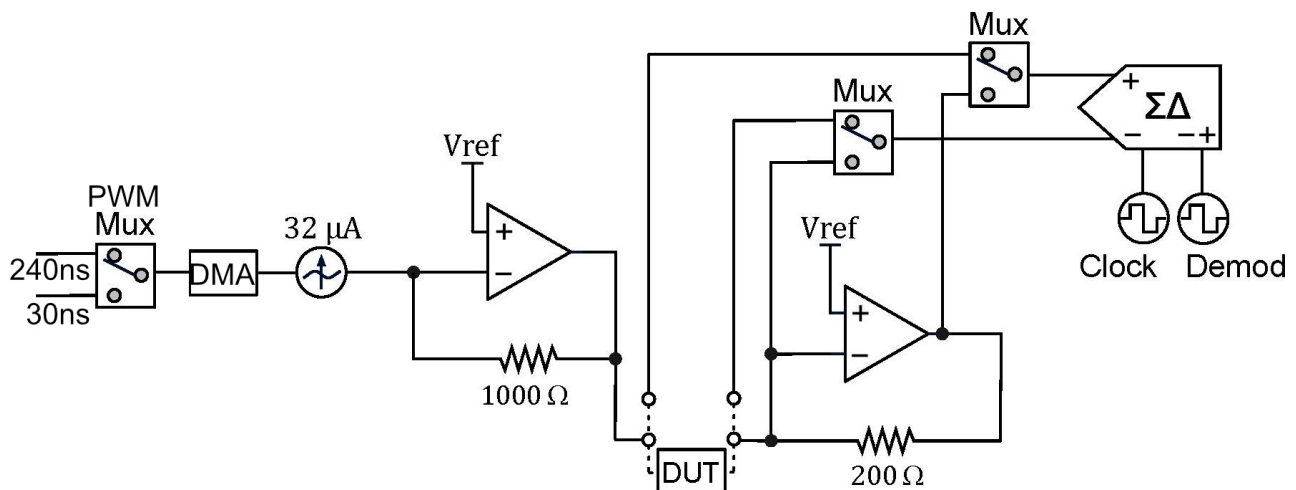 Mux
+
ΣΔ
−
−+
Mux
Vref
+
−
PWM
Mux
32 μA
240ns
DMA
30ns
Vref
+
−
Clock
Demod
1000 Ω
DUT
200 Ω